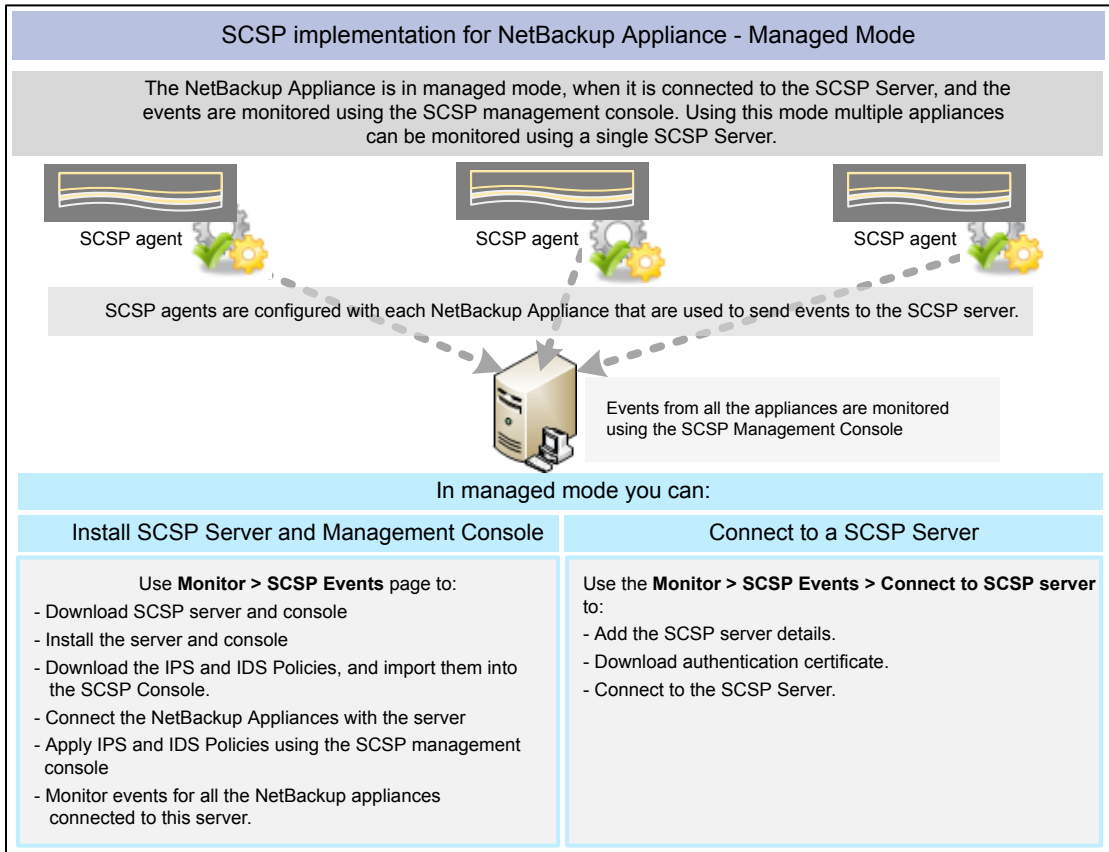 SCSP implementation for NetBackup Appliance - Managed Mode
The NetBackup Appliance is in managed mode, when it is connected to the SCSP Server, and the
events are monitored using the SCSP management console. Using this mode multiple appliances
can be monitored using a single SCSP Server.
SCSP agent
SCSP agent
SCSP agent
SCSP agents are configured with each NetBackup Appliance that are used to send events to the SCSP server.
Events from all the appliances are monitored
using the SCSP Management Console
In managed mode you can:
Install SCSP Server and Management Console
Use Monitor > SCSP Events page to:
- Download SCSP server and console
- Install the server and console
- Download the IPS and IDS Policies, and import them into
the SCSP Console.
- Connect the NetBackup Appliances with the server
- Apply IPS and IDS Policies using the SCSP management
console
- Monitor events for all the NetBackup appliances
connected to this server.
Connect to a SCSP Server
Use the Monitor > SCSP Events > Connect to SCSP server
to:
- Add the SCSP server details.
- Download authentication certificate.
- Connect to the SCSP Server.